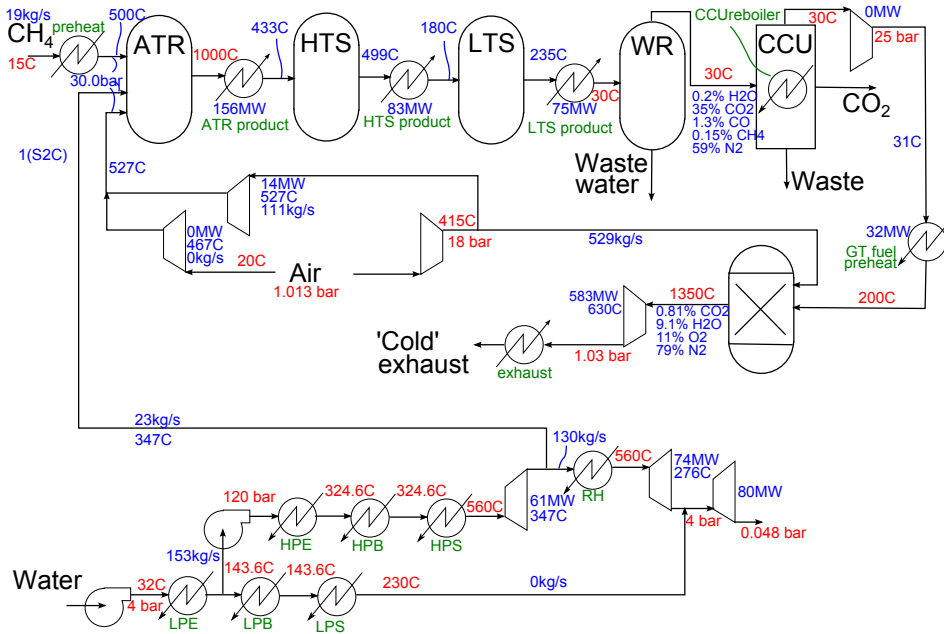 19kg/s
preheat
500C
CH4
15C
30.0bar
ATR
1000C
156MW
ATR product
433C
HTS
499C
83MW
HTS product
180C
LTS
235C
75MW
LTS product
30C
WR
Waste
water
30C
0.2% H2O
35% CO2
1.3% CO
0.15% CH4
59% N2
CCUreboiler
CCU
30C
0MW
25 bar
CO2
Waste
31C
1(S2C)
527C
14MW
527C
111kg/s
0MW
467C
0kg/s
20C
Air
1.013 bar
415C
18 bar
529kg/s
32MW
GT fuel
preheat
200C
1350C
0.81% CO2
9.1% H2O
11% O2
79% N2
583MW
630C
1.03 bar
exhaust
'Cold'
exhaust
23kg/s
347C
130kg/s
560C
RH
74MW
276C
80MW
4 bar
0.048 bar
61MW
347C
120 bar
324.6C
324.6C
560C
HPE
HPB
HPS
153kg/s
Water
32C
4 bar
143.6C
143.6C
230C
0kg/s
LPE
LPB
LPS